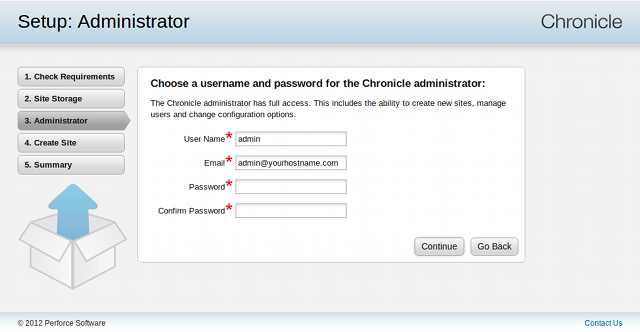 Setup: Administrator
Chronicle
1. Check Requirements
2. Site Storage
3. Administrator
4. Create Site
5. Summary
Choose a username and password for the Chronicle administrator:
The Chronicle administrator has full access. This includes the ability to create new sites, manage
users and change configuration options.
User Name* admin
Email* admin@yourhostname.com
Password*
Confirm Password*
Continue
Go Back
© 2012 Perforce Software
Contact Us